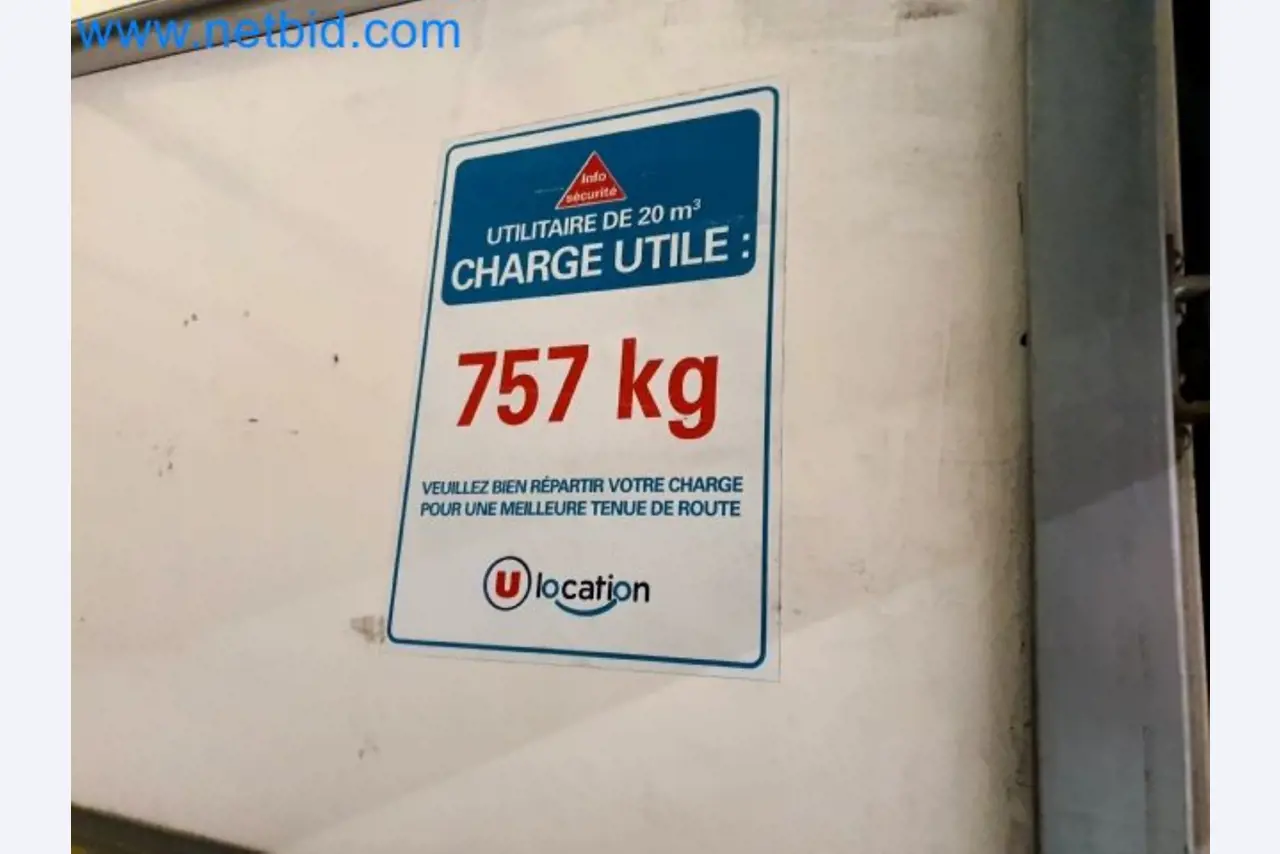 www.netbid.com
Info
sécurité
UTILITAIRE DE 20 m³
CHARGE UTILE :
757 kg
VEUILLEZ BIEN RÉPARTIR VOTRE CHARGE
POUR UNE MEILLEURE TENUE DE ROUTE
U location